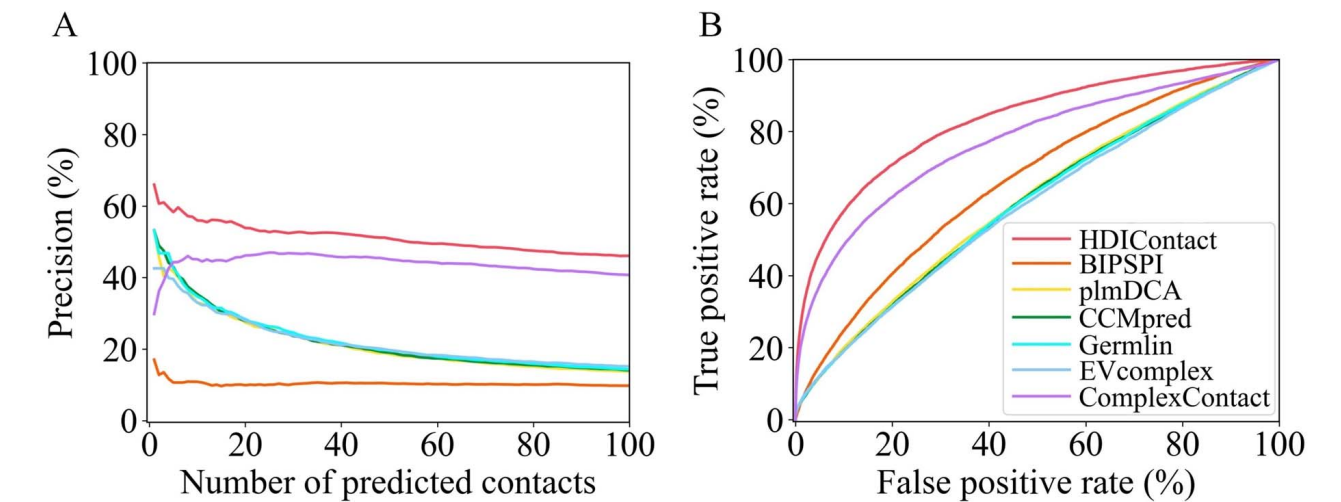 A
100
80
60
40
20
0
Precision (%)
0 20 40 60 80 100
Number of predicted contacts
B
100
80
60
40
20
0
True positive rate (%)
HDIContact
BIPSPI
plmDCA
CCMpred
Germlin
EVcomplex
ComplexContact
0 20 40 60 80 100
False positive rate (%)